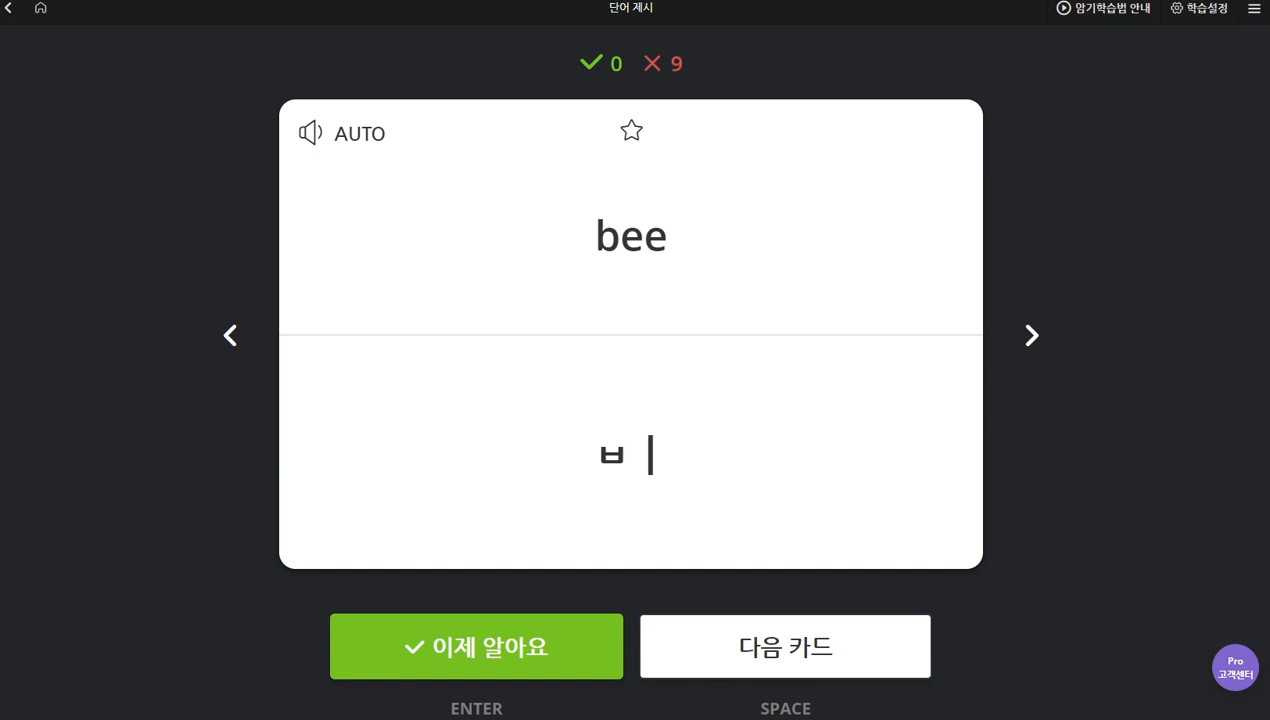 단어 제시
암기학습법 안내
학습설정
0
9
AUTO
bee
ㅂㅣ
이제 알아요
다음 카드
ENTER
SPACE
Pro
고객센터